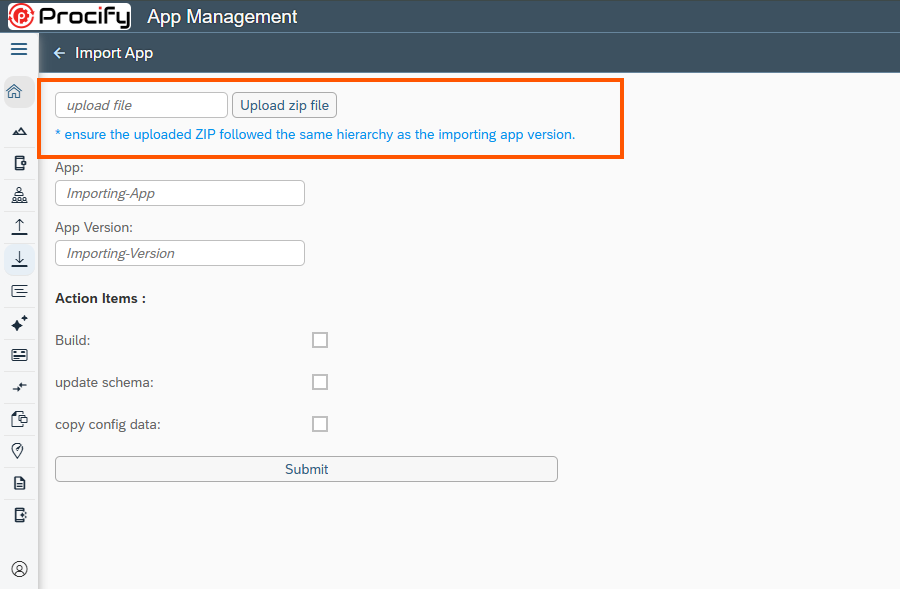 Procify App Management
Import App
upload file Upload zip file
* ensure the uploaded ZIP followed the same hierarchy as the importing app version.
App:
Importing-App
App Version:
Importing-Version
Action Items :
Build:
update schema:
copy config data:
Submit